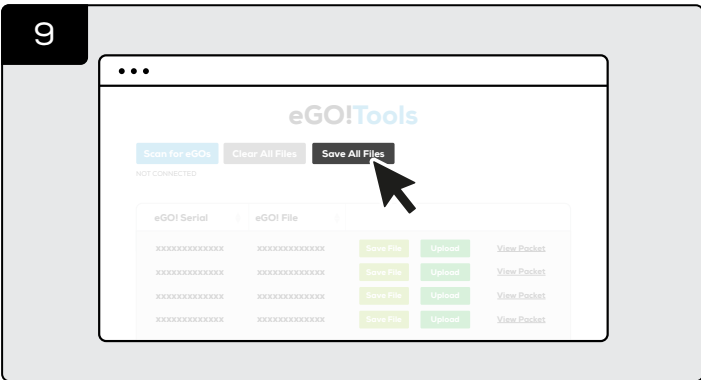 9
eGO!Tools
Scan for eGOs Clear All Files Save All Files
NOT CONNECTED
eGO! Serial eGO! File
xxxxxxxxxxxxx xxxxxxxxxxxxx Save File Upload View Packet
xxxxxxxxxxxxx xxxxxxxxxxxxx Save File Upload View Packet
xxxxxxxxxxxxx xxxxxxxxxxxxx Save File Upload View Packet
xxxxxxxxxxxxx xxxxxxxxxxxxx Save File Upload View Packet